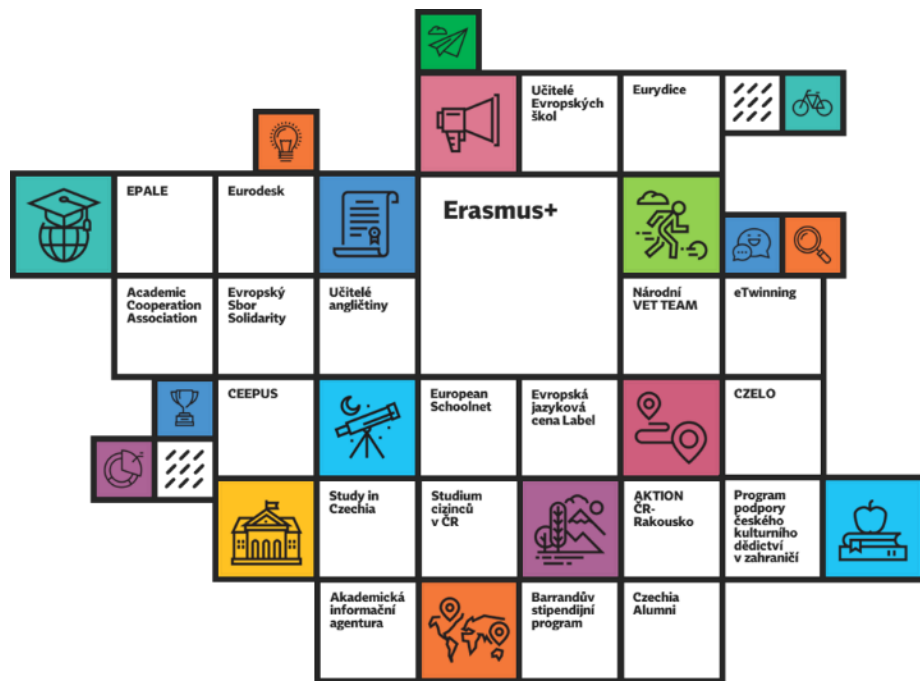 Učitelé
Evropských
škol
Eurydice
EPALE
Eurodesk
Erasmus+
Academic
Cooperation
Association
Evropský
Sbor
Solidarity
Učitelé
angličtiny
Národní
VET TEAM
eTwinning
CEEPUS
European
Schoolnet
Evropská
jazyková
cena Label
CZELO
Study in
Czechia
Studium
cizinců
v ČR
AKTION
ČR-
Rakousko
Program
podpory
českého
kulturního
dědictví
v zahraničí
Akademická
informační
agentura
Barrandův
stipendijní
program
Czechia
Alumni